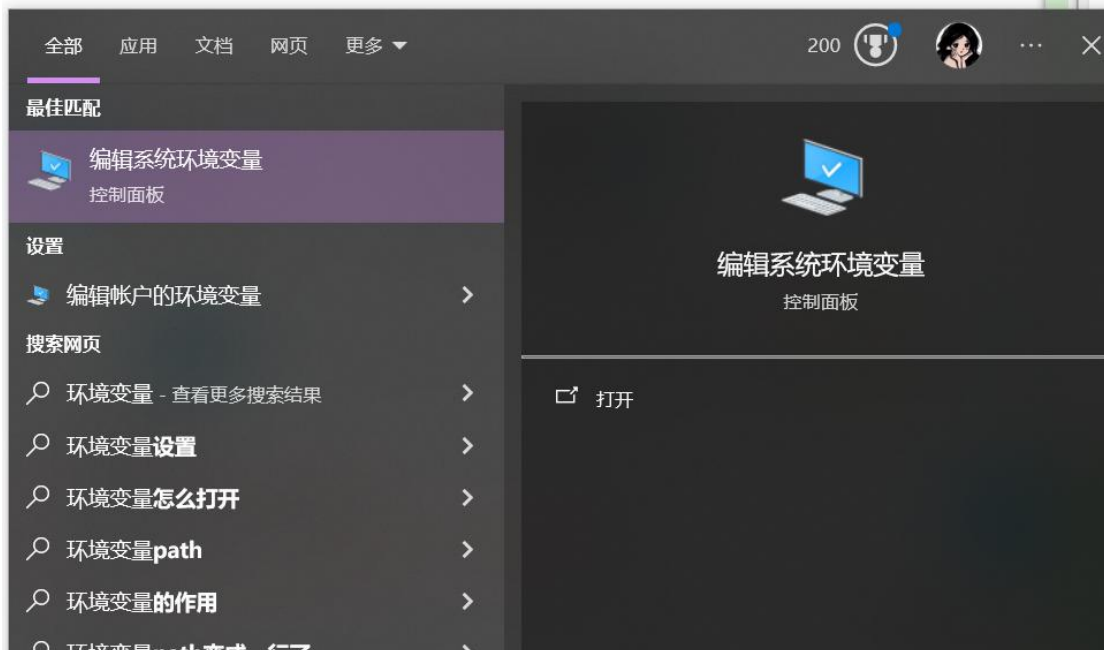 全部 应用 文档 网页 更多 200
最佳匹配
编辑系统环境变量
控制面板
设置
编辑帐户的环境变量
搜索网页
环境变量 - 查看更多搜索结果
环境变量设置
环境变量怎么打开
环境变量path
环境变量的作用
编辑系统环境变量
控制面板
打开